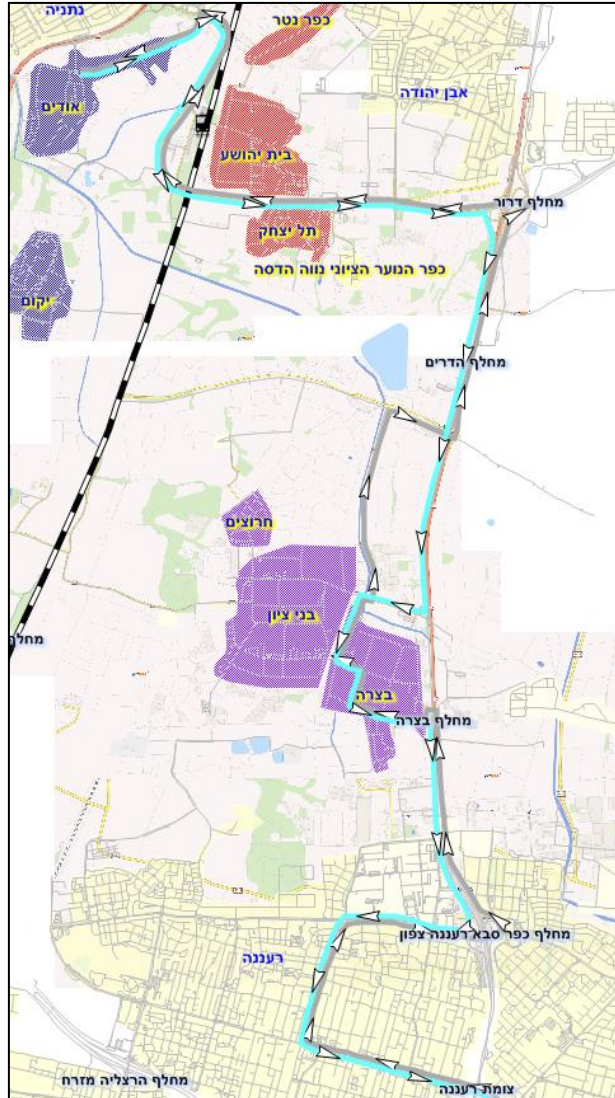 נתניה
כפר נטר
אבן יהודה
אודים
בית יהושע
מחלף דרור
תל יצחק
כפר הנוער הציוני נווה הדסה
יקום
מחלף הדרים
חרוצים
בני ציון
מחלף
בצרה
מחלף בצרה
מחלף כפר סבא רעננה צפון
רעננה
מחלף הרצליה מזרח
צומת רעננה